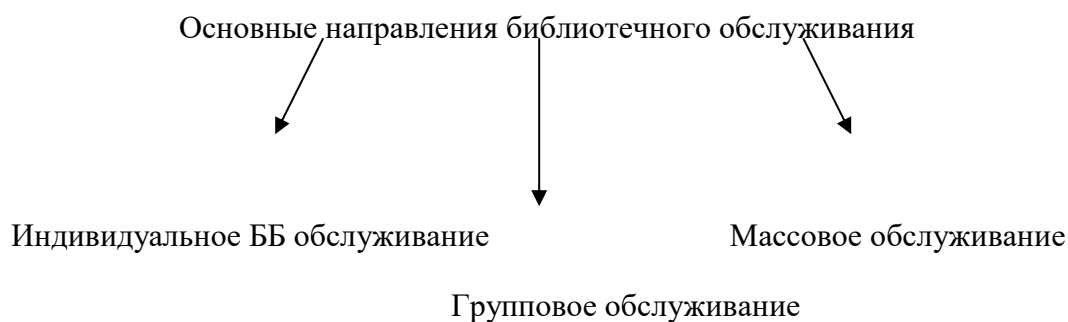 Основные направления библиотечного обслуживания
Индивидуальное ББ обслуживание
Массовое обслуживание
Групповое обслуживание